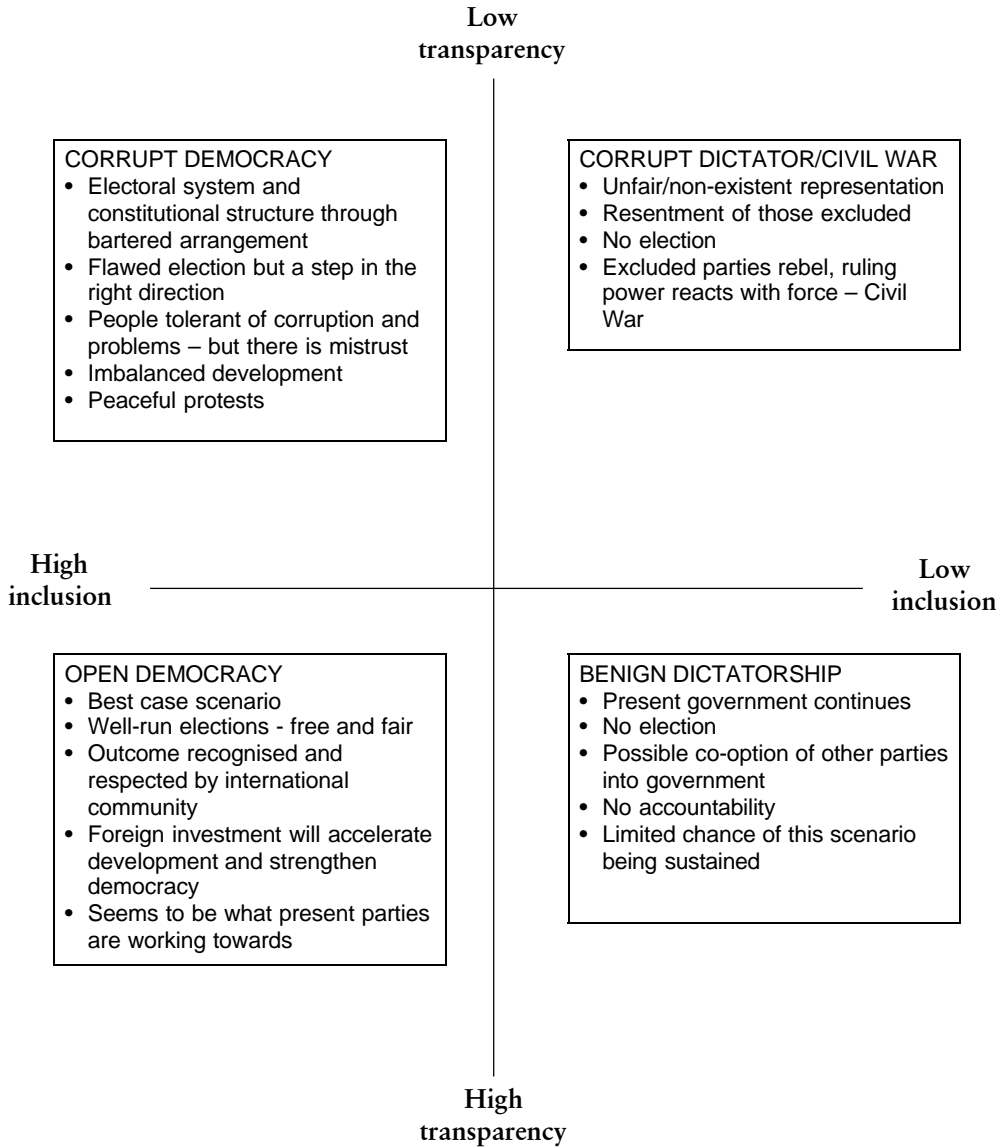 Low
transparency
CORRUPT DEMOCRACY
• Electoral system and
constitutional structure through
bartered arrangement
• Flawed election but a step in the
right direction
• People tolerant of corruption and
problems – but there is mistrust
• Imbalanced development
• Peaceful protests
CORRUPT DICTATOR/CIVIL WAR
• Unfair/non-existent representation
• Resentment of those excluded
• No election
• Excluded parties rebel, ruling
power reacts with force – Civil
War
High
inclusion
Low
inclusion
OPEN DEMOCRACY
• Best case scenario
• Well-run elections - free and fair
• Outcome recognised and
respected by international
community
• Foreign investment will accelerate
development and strengthen
democracy
• Seems to be what present parties
are working towards
BENIGN DICTATORSHIP
• Present government continues
• No election
• Possible co-option of other parties
into government
• No accountability
• Limited chance of this scenario
being sustained
High
transparency